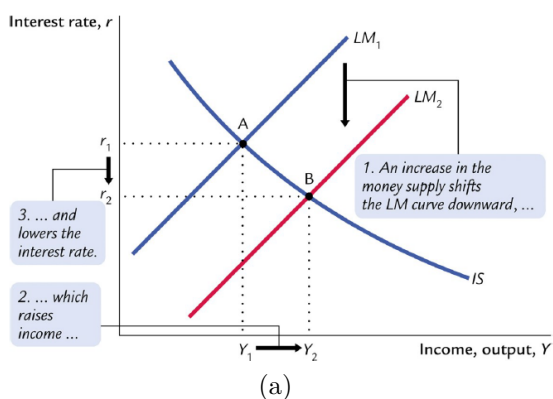 Interest rate, r
LM1
LM2
A
r1
B
1. An increase in the
money supply shifts
the LM curve downward, ...
r2
3. ... and
lowers the
interest rate.
IS
2. ... which
raises
income ...
Y1
Y2
Income, output, Y
(a)